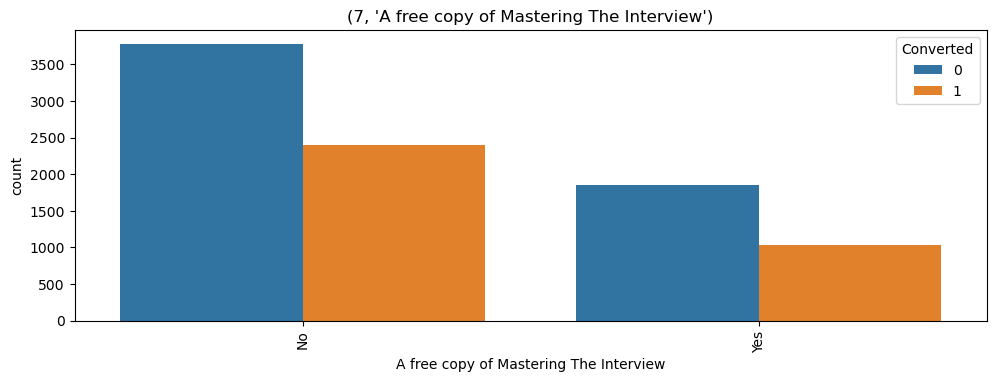 (7, 'A free copy of Mastering The Interview')
Converted
0
1
3500
3000
2500
2000
1500
1000
500
0
count
No
Yes
A free copy of Mastering The Interview